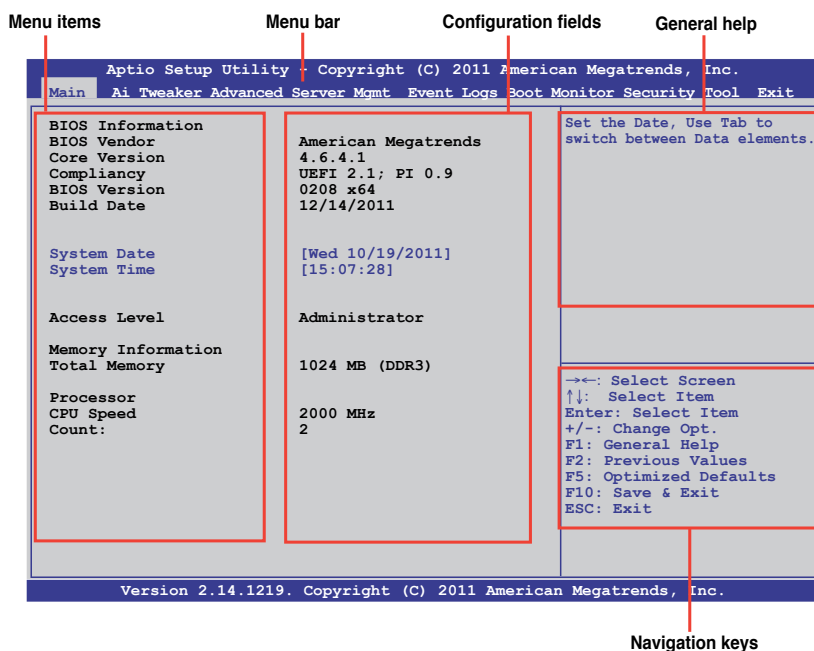 Menu items Menu bar Configuration fields General help
Aptio Setup Utility - Copyright (C) 2011 American Megatrends, Inc.
Main Ai Tweaker Advanced Server Mgmt Event Logs Boot Monitor Security Tool Exit
BIOS Information
BIOS Vendor American Megatrends
Core Version 4.6.4.1
Compliancy UEFI 2.1; PI 0.9
BIOS Version 0208 x64
Build Date 12/14/2011
System Date [Wed 10/19/2011]
System Time [15:07:28]
Access Level Administrator
Memory Information
Total Memory 1024 MB (DDR3)
Processor
CPU Speed 2000 MHz
Count: 2
Set the Date, Use Tab to
switch between Data elements.
→←: Select Screen
↑↓: Select Item
Enter: Select Item
+/-: Change Opt.
F1: General Help
F2: Previous Values
F5: Optimized Defaults
F10: Save & Exit
ESC: Exit
Version 2.14.1219. Copyright (C) 2011 American Megatrends, Inc.
Navigation keys